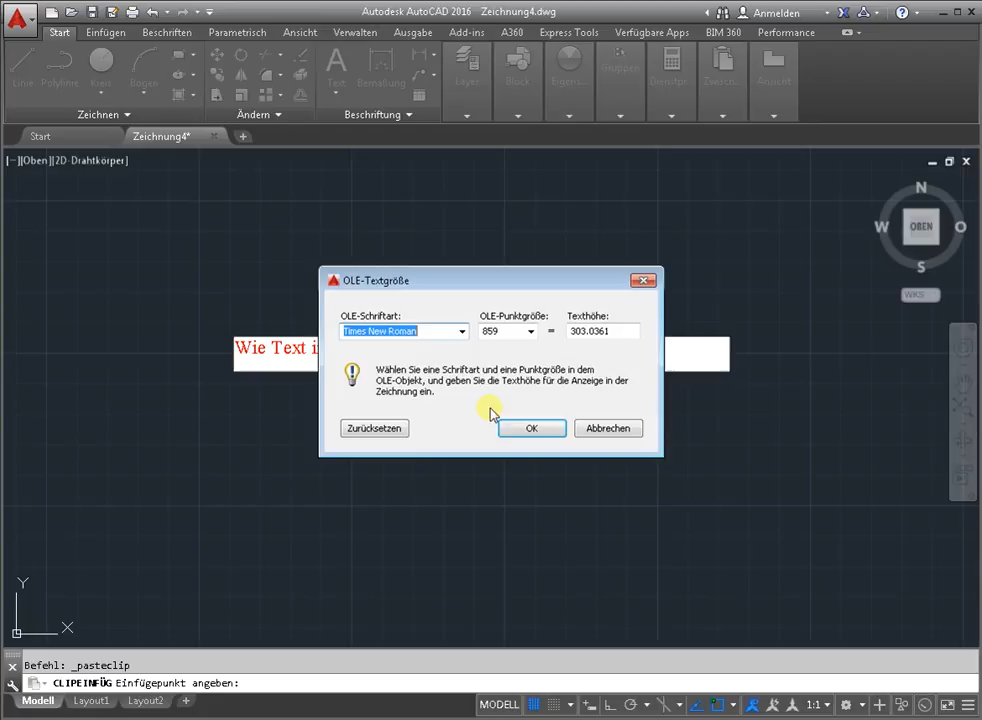 Autodesk AutoCAD 2016 Zeichnung4.dwg
Anmelden
Start Einfügen Beschriften Parametrisch Ansicht Verwalten Ausgabe Add-ins A360 Express Tools Verfügbare Apps BIM 360 Performance
Linie Polylinie Kreis Bogen Text Bemaßung Layer Block Eigens... Gruppen Dienstpr... Zwisch... Ansicht
Zeichnen Ändern Beschriftung
Start Zeichnung4*
[−][Oben][2D-Drahtkörper]
N
W OBEN O
S
WKS
OLE-Textgröße
OLE-Schriftart: OLE-Punktgröße: Texthöhe:
Times New Roman 859 = 303.0361
Wie Text i
Wählen Sie eine Schriftart und eine Punktgröße in dem
OLE-Objekt, und geben Sie die Texthöhe für die Anzeige in der
Zeichnung ein.
Zurücksetzen OK Abbrechen
Y
X
Befehl: _pasteclip
CLIPEINFÜG Einfügepunkt angeben:
Modell Layout1 Layout2 +
MODELL 1:1